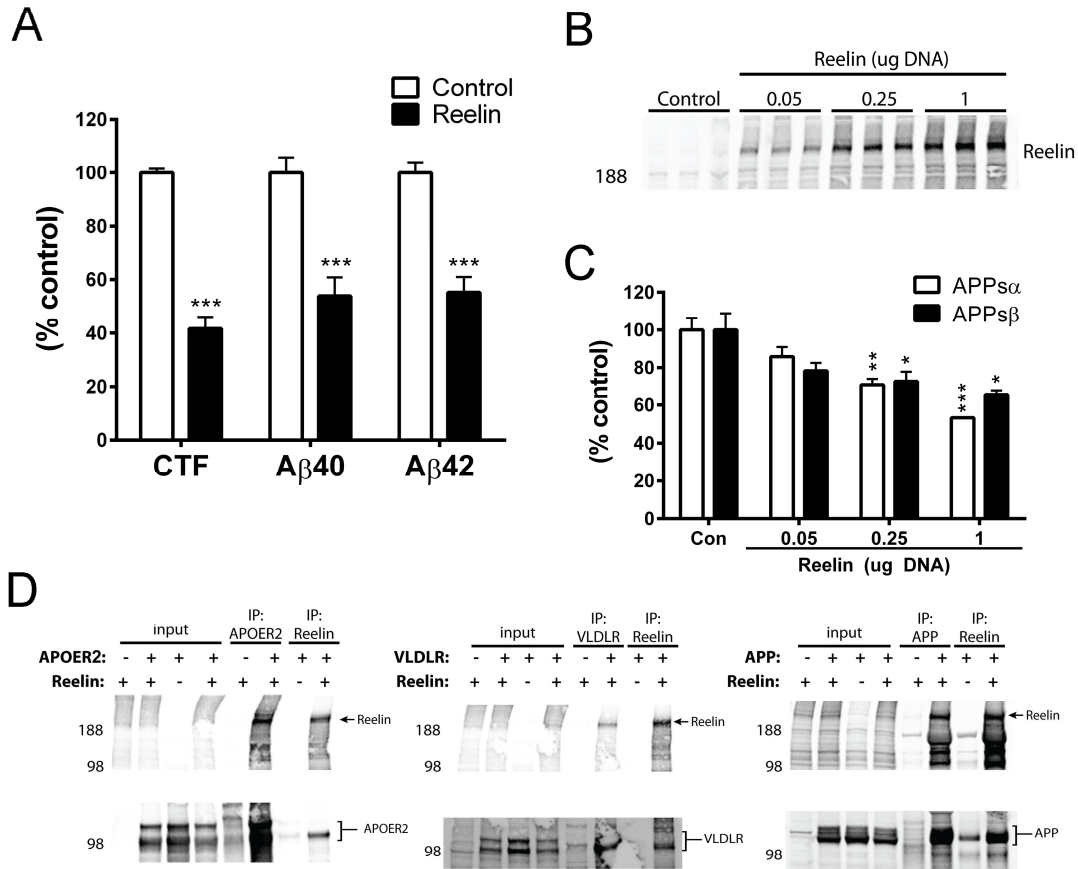 A
Control
Reelin
120
100
80
60
40
20
0
(% control)
***
***
***
CTF
Aβ40
Aβ42
B
Reelin (ug DNA)
Control
0.05
0.25
1
Reelin
188
C
APPsα
APPsβ
120
100
80
60
40
20
0
(% control)
**
*
***
*
Con
0.05
0.25
1
Reelin (ug DNA)
D
input
IP: APOER2
IP: Reelin
APOER2: - + + + - + + +
Reelin: + + - + + + - +
188
98
Reelin
98
APOER2
input
IP: VLDLR
IP: Reelin
VLDLR: - + + + - + + +
Reelin: + + - + + + - +
188
98
Reelin
98
VLDLR
input
IP: APP
IP: Reelin
APP: - + + + - + + +
Reelin: + + - + + + - +
188
98
Reelin
98
APP